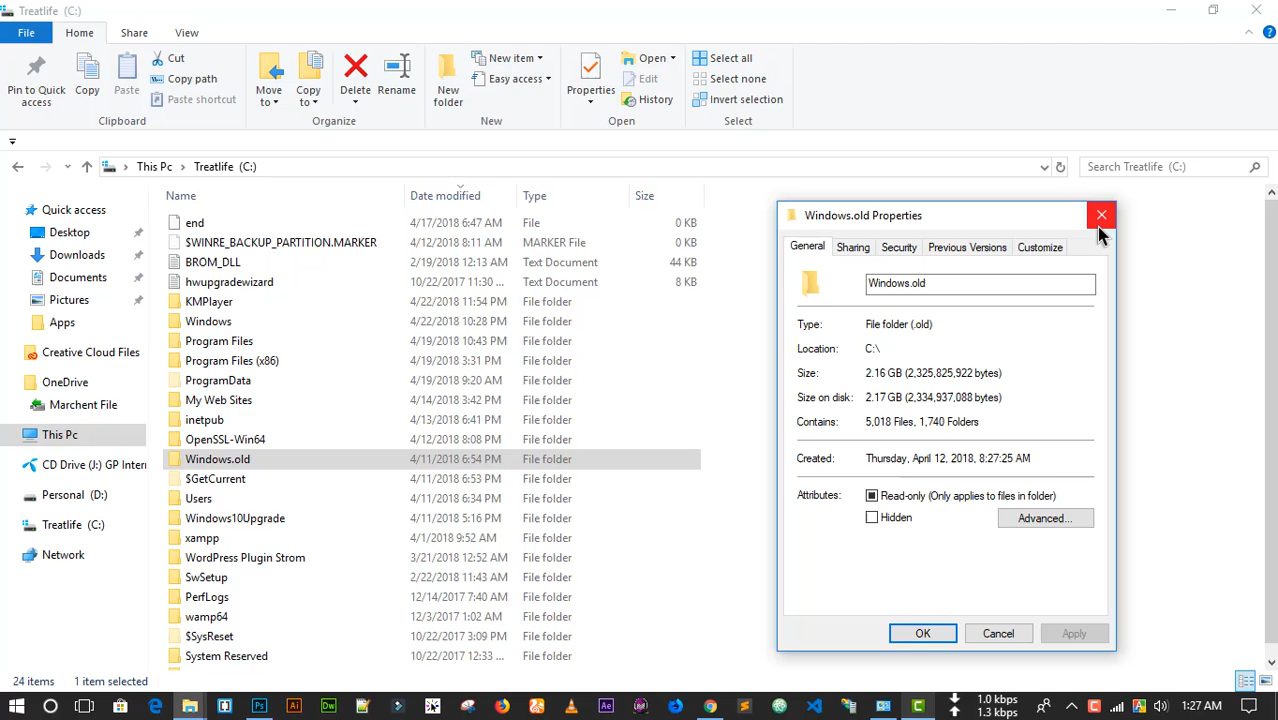 Treatlife (C:)
File Home Share View
Pin to Quick access
Copy
Paste
Cut
Copy path
Paste shortcut
Clipboard
Move to
Copy to
Delete
Rename
Organize
New folder
New item
Easy access
New
Properties
Open
Edit
History
Open
Select all
Select none
Invert selection
Select
This Pc Treatlife (C:)
Search Treatlife (C:)
Quick access
Desktop
Downloads
Documents
Pictures
Apps
Creative Cloud Files
OneDrive
Marchent File
This Pc
CD Drive (J:) GP Intern
Personal (D:)
Treatlife (C:)
Network
Name Date modified Type Size
end 4/17/2018 6:47 AM File 0 KB
$WINRE_BACKUP_PARTITION.MARKER 4/12/2018 8:11 AM MARKER File 0 KB
BROM_DLL 2/19/2018 12:13 AM Text Document 44 KB
hwupgradewizard 10/22/2017 11:30 ... Text Document 8 KB
KMPlayer 4/22/2018 11:54 PM File folder
Windows 4/22/2018 10:28 PM File folder
Program Files 4/19/2018 10:43 PM File folder
Program Files (x86) 4/19/2018 3:31 PM File folder
ProgramData 4/19/2018 9:20 AM File folder
My Web Sites 4/14/2018 3:42 PM File folder
inetpub 4/13/2018 6:41 PM File folder
OpenSSL-Win64 4/12/2018 8:08 PM File folder
Windows.old 4/11/2018 6:54 PM File folder
$GetCurrent 4/11/2018 6:53 PM File folder
Users 4/11/2018 6:34 PM File folder
Windows10Upgrade 4/11/2018 5:16 PM File folder
xampp 4/1/2018 9:52 AM File folder
WordPress Plugin Strom 3/21/2018 12:52 AM File folder
SwSetup 2/22/2018 11:43 AM File folder
PerfLogs 12/14/2017 7:40 AM File folder
wamp64 12/3/2017 1:02 AM File folder
$SysReset 10/22/2017 3:09 PM File folder
System Reserved 10/22/2017 12:33 ... File folder
Windows.old Properties
General Sharing Security Previous Versions Customize
Windows.old
Type: File folder (.old)
Location: C:\
Size: 2.16 GB (2,325,825,922 bytes)
Size on disk: 2.17 GB (2,334,937,088 bytes)
Contains: 5,018 Files, 1,740 Folders
Created: Thursday, April 12, 2018, 8:27:25 AM
Attributes: Read-only (Only applies to files in folder)
Hidden Advanced...
OK Cancel Apply
24 items 1 item selected
1.0 kbps
1.3 kbps
1:27 AM